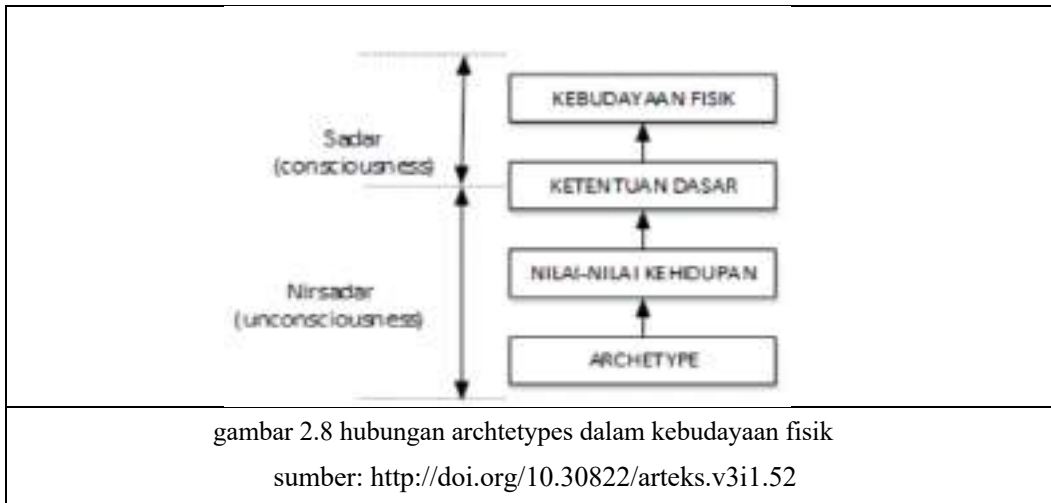 KEBUDAYAAN FISIK
Sadar
(consciousness)
KETENTUAN DASAR
NILAI-NILAI KEHIDUPAN
Nirsadar
(unconsciousness)
ARCHETYPE
gambar 2.8 hubungan archtetypes dalam kebudayaan fisik
sumber: http://doi.org/10.30822/arteks.v3i1.52